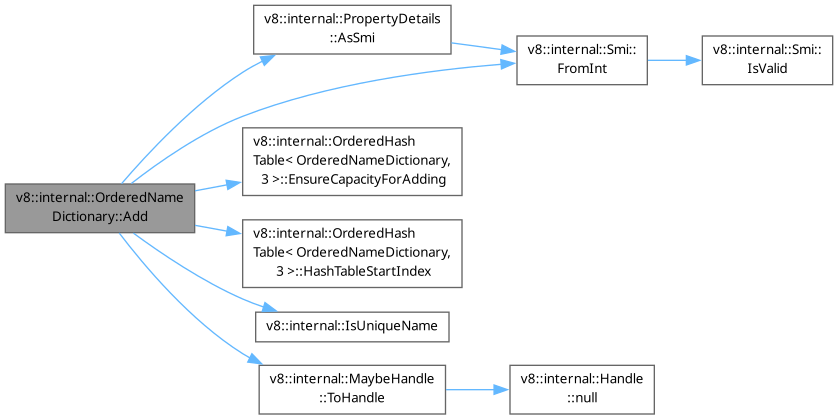 v8::internal::PropertyDetails
::AsSmi
v8::internal::Smi::
FromInt
v8::internal::Smi::
IsValid
v8::internal::OrderedHash
Table< OrderedNameDictionary,
3 >::EnsureCapacityForAdding
v8::internal::OrderedName
Dictionary::Add
v8::internal::OrderedHash
Table< OrderedNameDictionary,
3 >::HashTableStartIndex
v8::internal::IsUniqueName
v8::internal::MaybeHandle
::ToHandle
v8::internal::Handle
::null